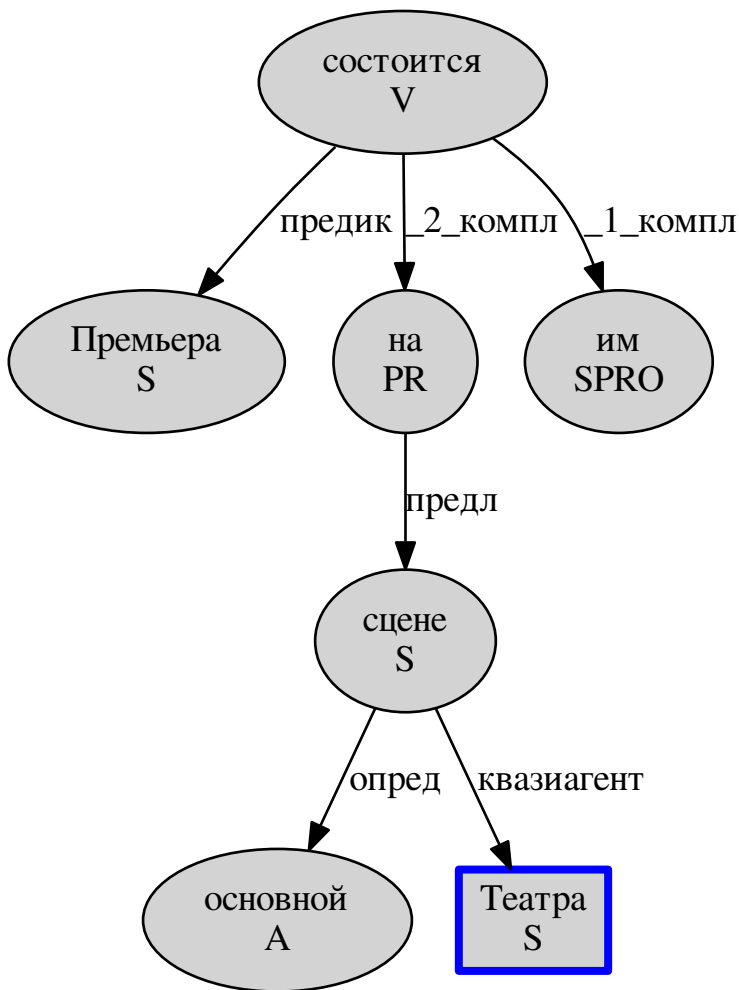 состоится
V
предик
_2_компл
_1_компл
Премьера
S
на
PR
им
SPRO
предл
сцене
S
опред
квазиагент
основной
A
Театра
S